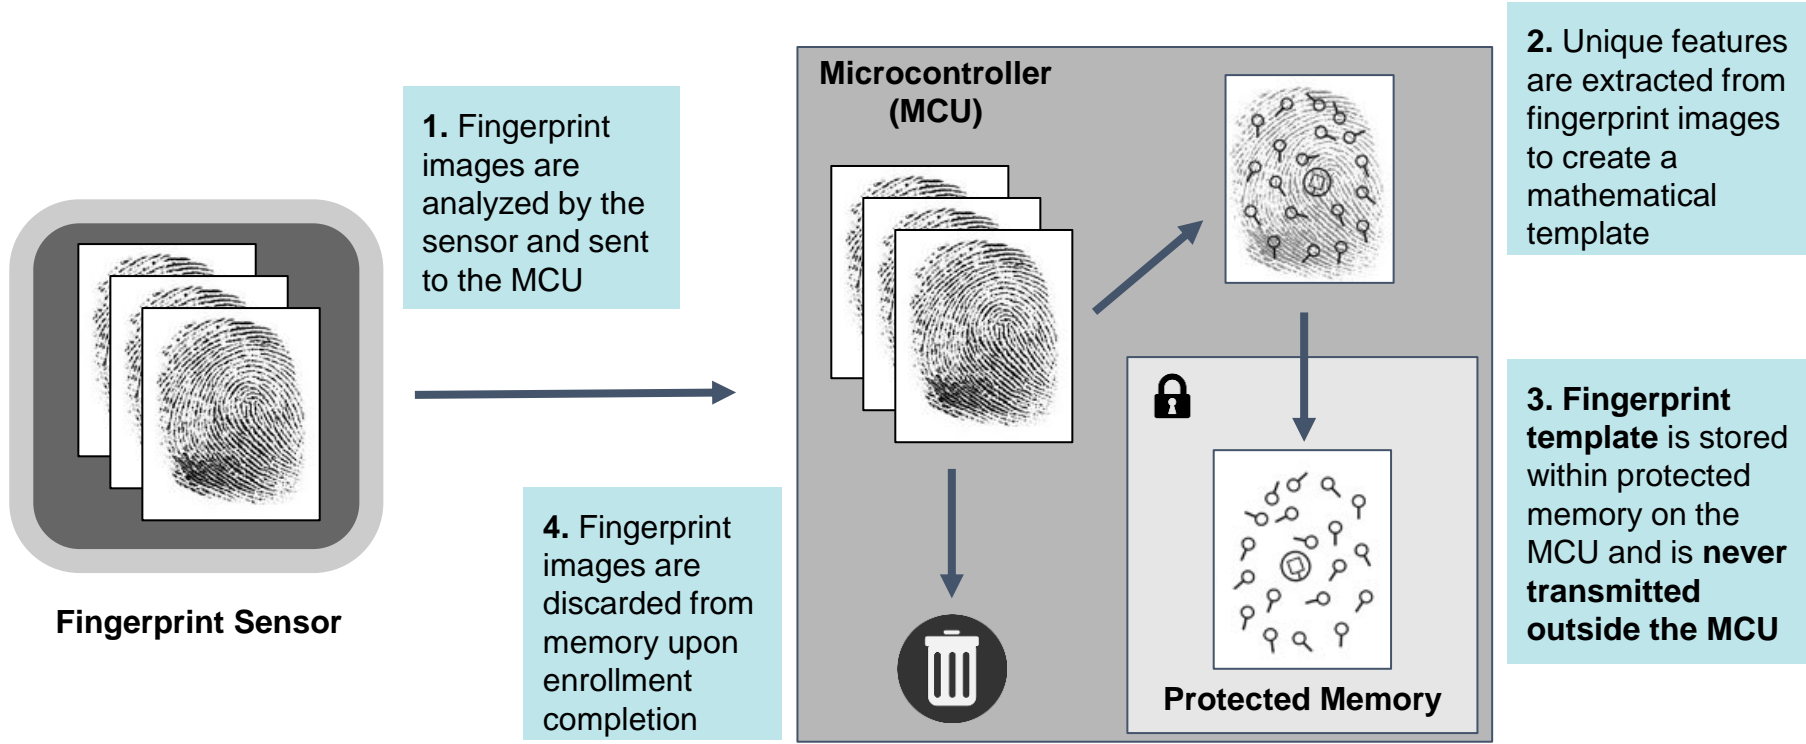 1. Fingerprint
images are
analyzed by the
sensor and sent
to the MCU
Fingerprint Sensor
4. Fingerprint
images are
discarded from
memory upon
enrollment
completion
Microcontroller
(MCU)
Protected Memory
2. Unique features
are extracted from
fingerprint images
to create a
mathematical
template
3. Fingerprint
template is stored
within protected
memory on the
MCU and is never
transmitted
outside the MCU